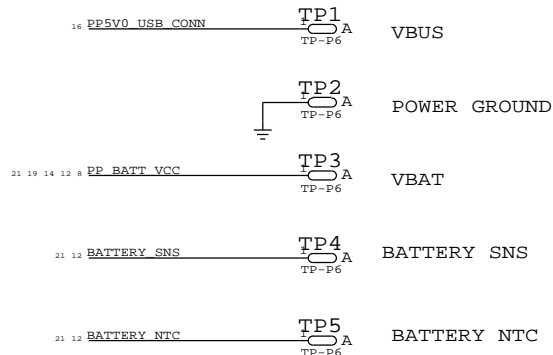 TP1
16 PP5V0_USB_CONN 1 A VBUS
TP-P6
TP2
1 A POWER GROUND
TP-P6
TP3
21 19 14 12 8 PP_BATT_VCC 1 A VBAT
TP-P6
TP4
21 12 BATTERY_SNS 1 A BATTERY SNS
TP-P6
TP5
21 12 BATTERY_NTC 1 A BATTERY NTC
TP-P6